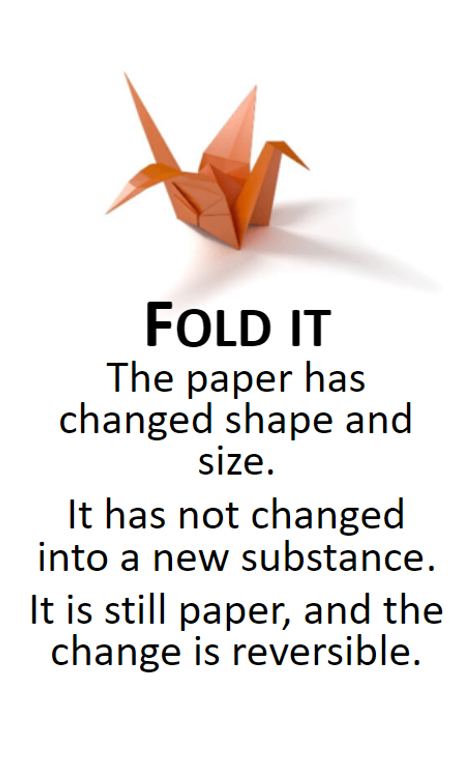 FOLD IT
The paper has
changed shape and
size.
It has not changed
into a new substance.
It is still paper, and the
change is reversible.